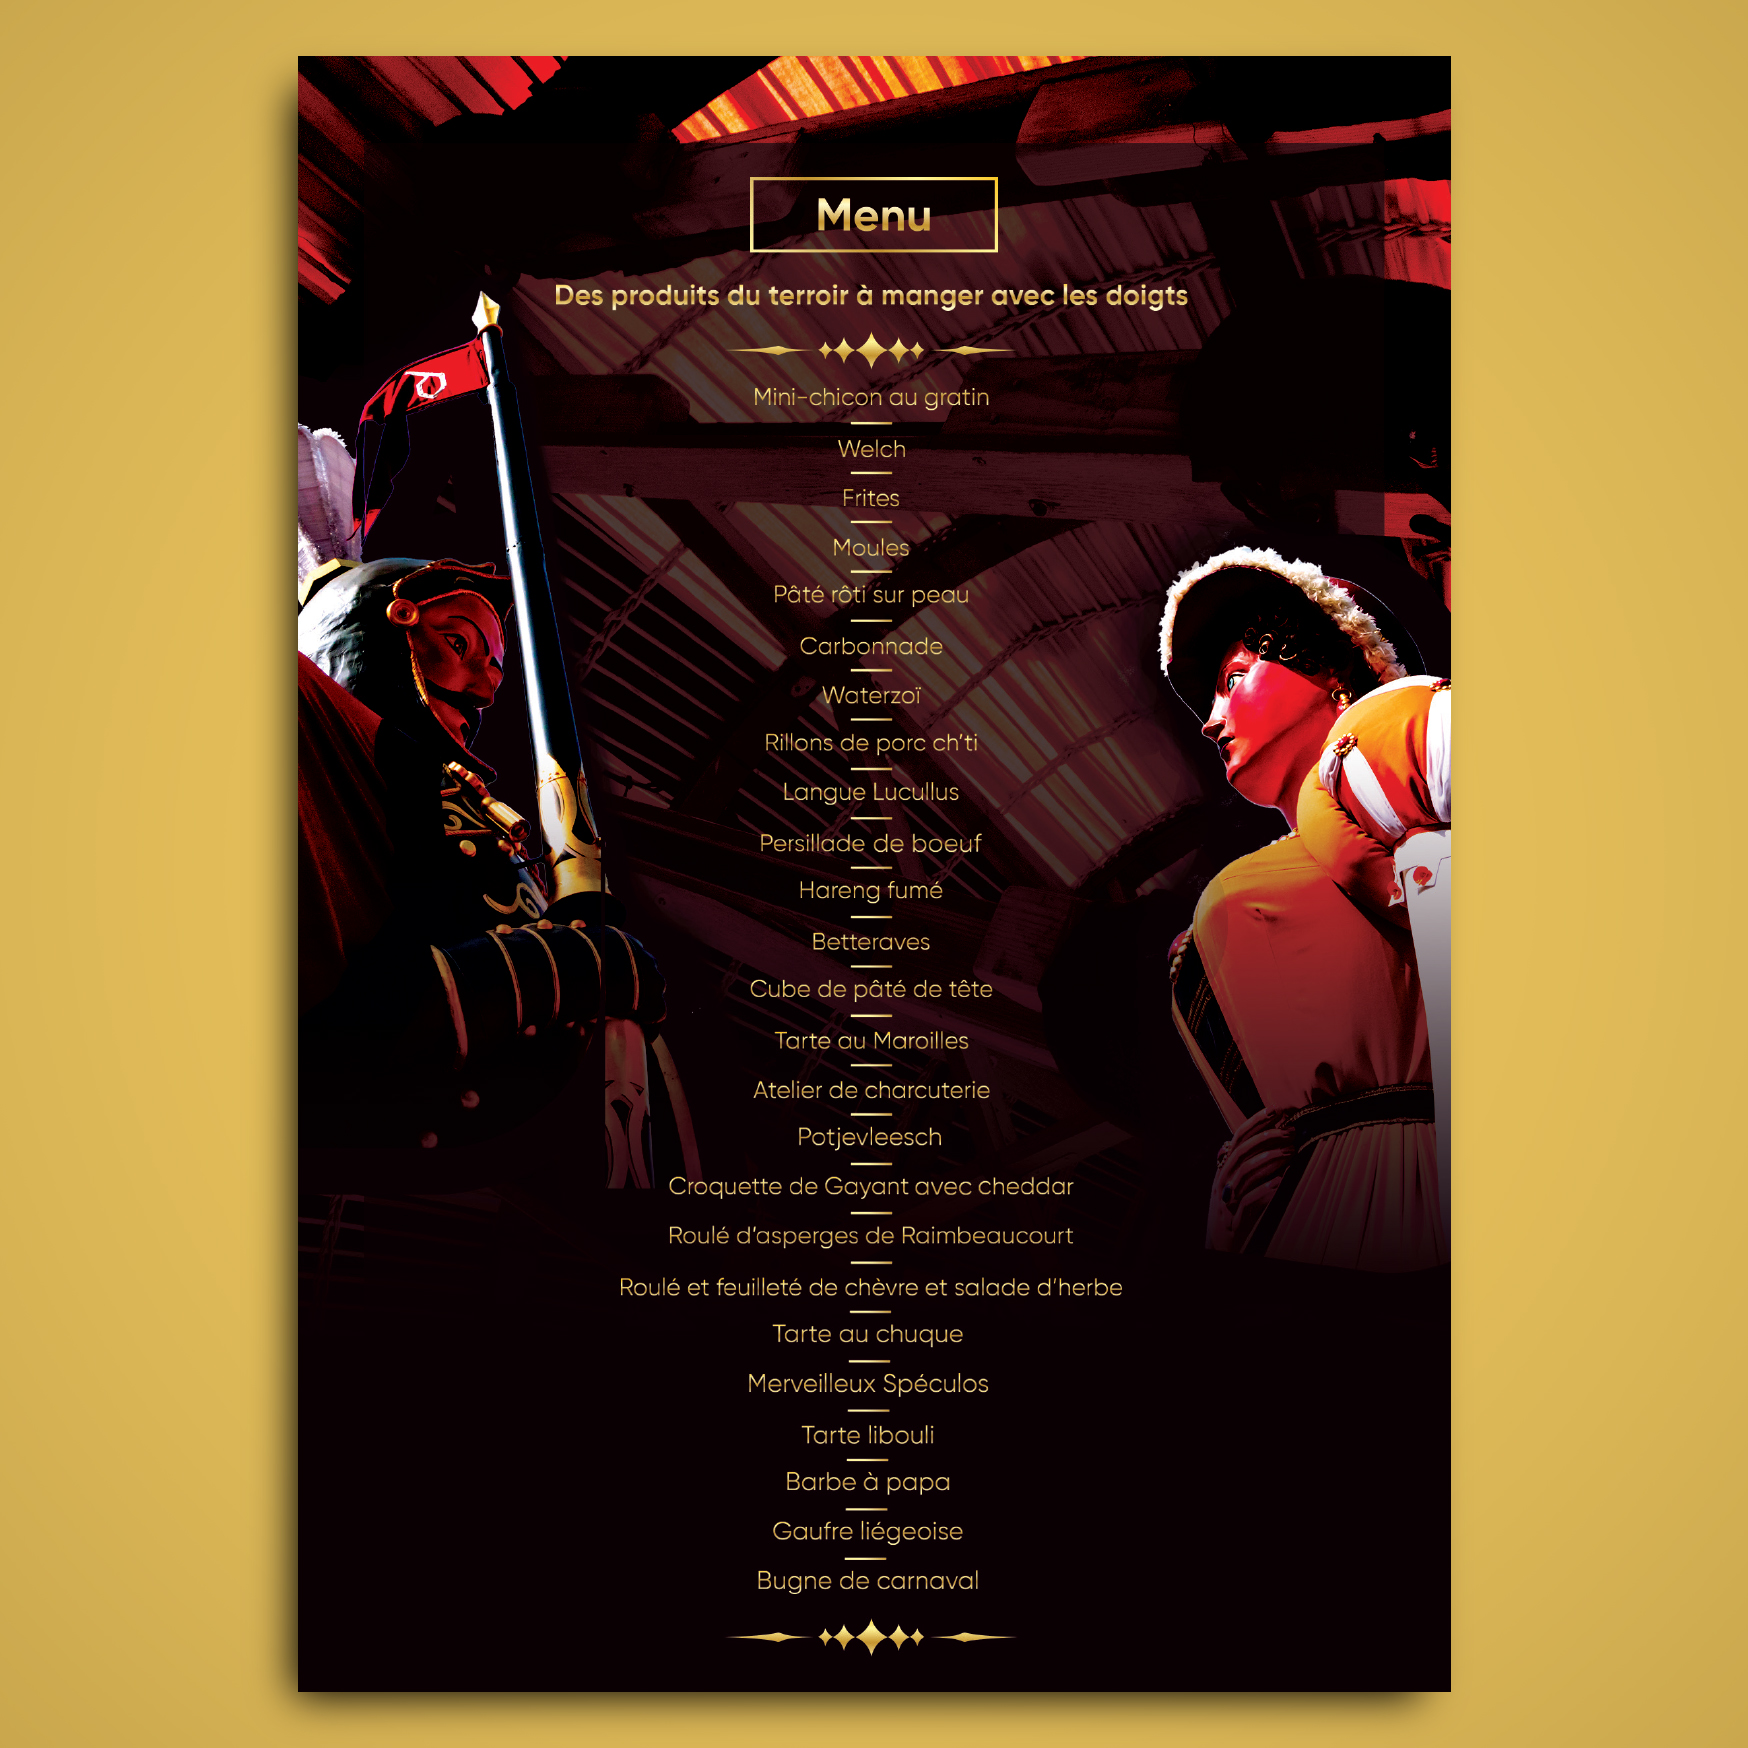 Menu
Des produits du terroir à manger avec les doigts
Mini-chicon au gratin
Welch
Frites
Moules
Pâté rôti sur peau
Carbonnade
Waterzoï
Rillons de porc ch'ti
Langue Lucullus
Persillade de boeuf
Hareng fumé
Betteraves
Cube de pâté de tête
Tarte au Maroilles
Atelier de charcuterie
Potjevleesch
Croquette de Gayant avec cheddar
Roulé d'asperges de Raimbeaucourt
Roulé et feuilleté de chèvre et salade d'herbe
Tarte au chuque
Merveilleux Spéculos
Tarte libouli
Barbe à papa
Gaufre liégeoise
Bugne de carnaval